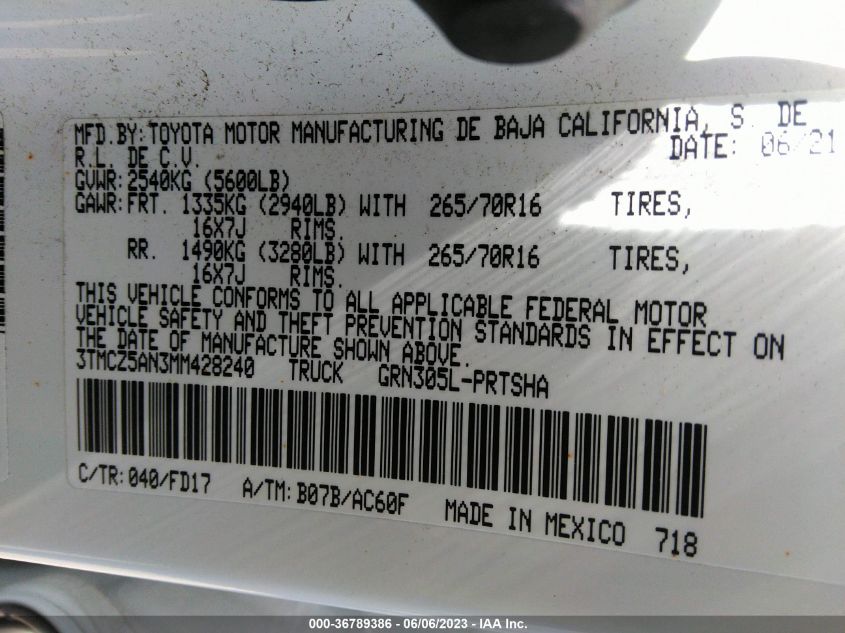 MFD.BY:TOYOTA MOTOR MANUFACTURING DE BAJA CALIFORNIA, S. DE
R.L. DE C.V. DATE: 06/21
GVWR:2540KG (5600LB)
GAWR:FRT. 1335KG (2940LB) WITH 265/70R16 TIRES,
16X7J RIMS.
RR. 1490KG (3280LB) WITH 265/70R16 TIRES,
16X7J RIMS.
THIS VEHICLE CONFORMS TO ALL APPLICABLE FEDERAL MOTOR
VEHICLE SAFETY AND THEFT PREVENTION STANDARDS IN EFFECT ON
THE DATE OF MANUFACTURE SHOWN ABOVE.
3TMCZ5AN3MM428240 TRUCK GRN305L-PRTSHA
C/TR:040/FD17 A/TM:B07B/AC60F MADE IN MEXICO 718
000-36789386 - 06/06/2023 - PRT SIDE